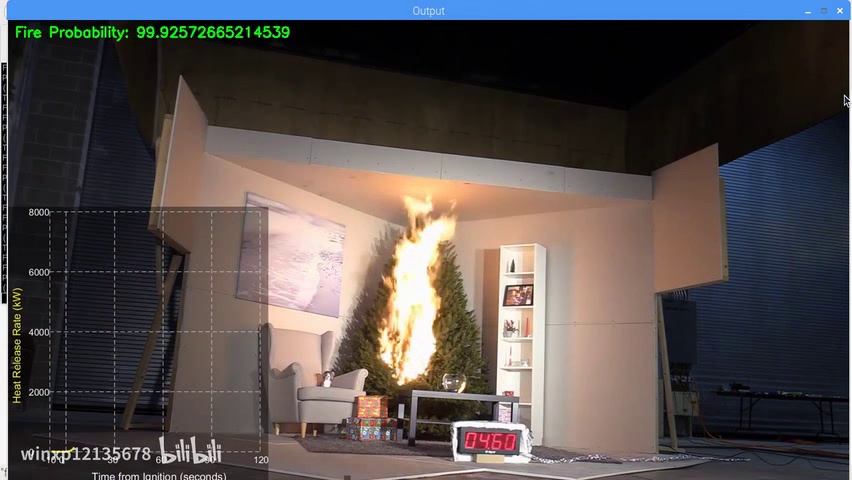 Output
Fire Probability: 99.92572665214539
8000
6000
4000
2000
Heat Release Rate (kW)
120
Time from Ignition (seconds)
winxp12135678 bilibili
04.60